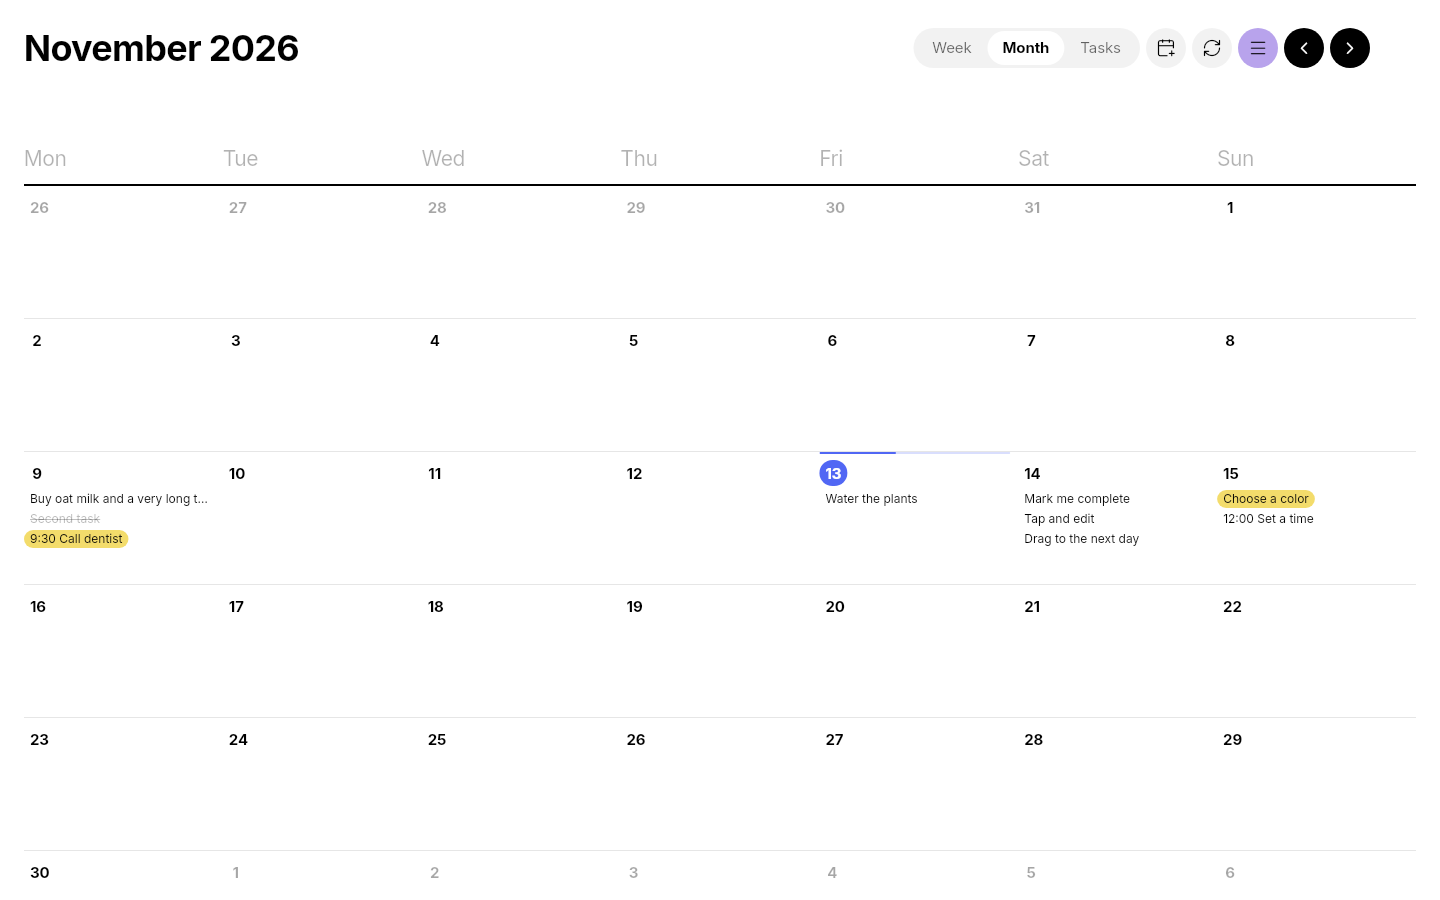 November 2026
Week Month Tasks
Mon Tue Wed Thu Fri Sat Sun
26 27 28 29 30 31 1
2 3 4 5 6 7 8
9 10 11 12 13 14 15
Buy oat milk and a very long t... Water the plants Mark me complete Choose a color
Second task Tap and edit 12:00 Set a time
9:30 Call dentist Drag to the next day
16 17 18 19 20 21 22
23 24 25 26 27 28 29
30 1 2 3 4 5 6